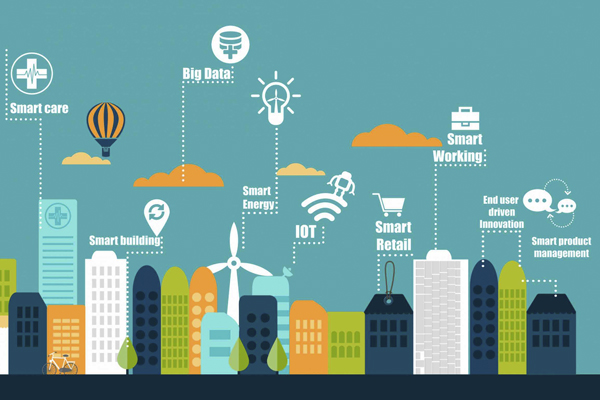 Big Data
Smart care
Smart
Working
Smart
Energy
End user
driven
Innovation
IOT
Smart
Retail
Smart building
Smart product
management